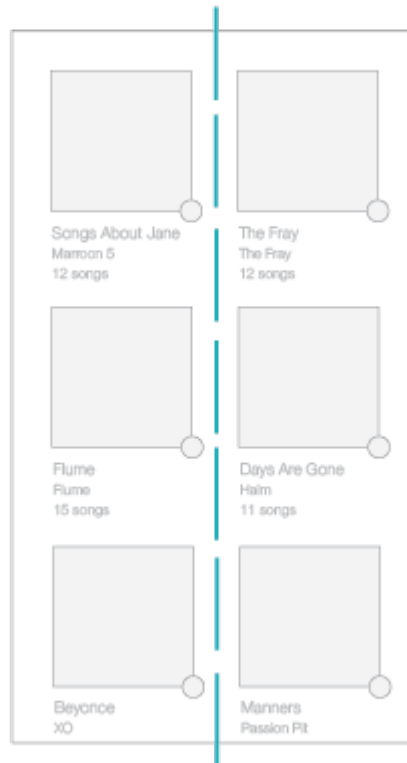 Songs About Jane
Marroon 5
12 songs
The Fray
The Fray
12 songs
Flume
Flume
15 songs
Days Are Gone
Haim
11 songs
Beyonce
XO
Manners
Passion Pit